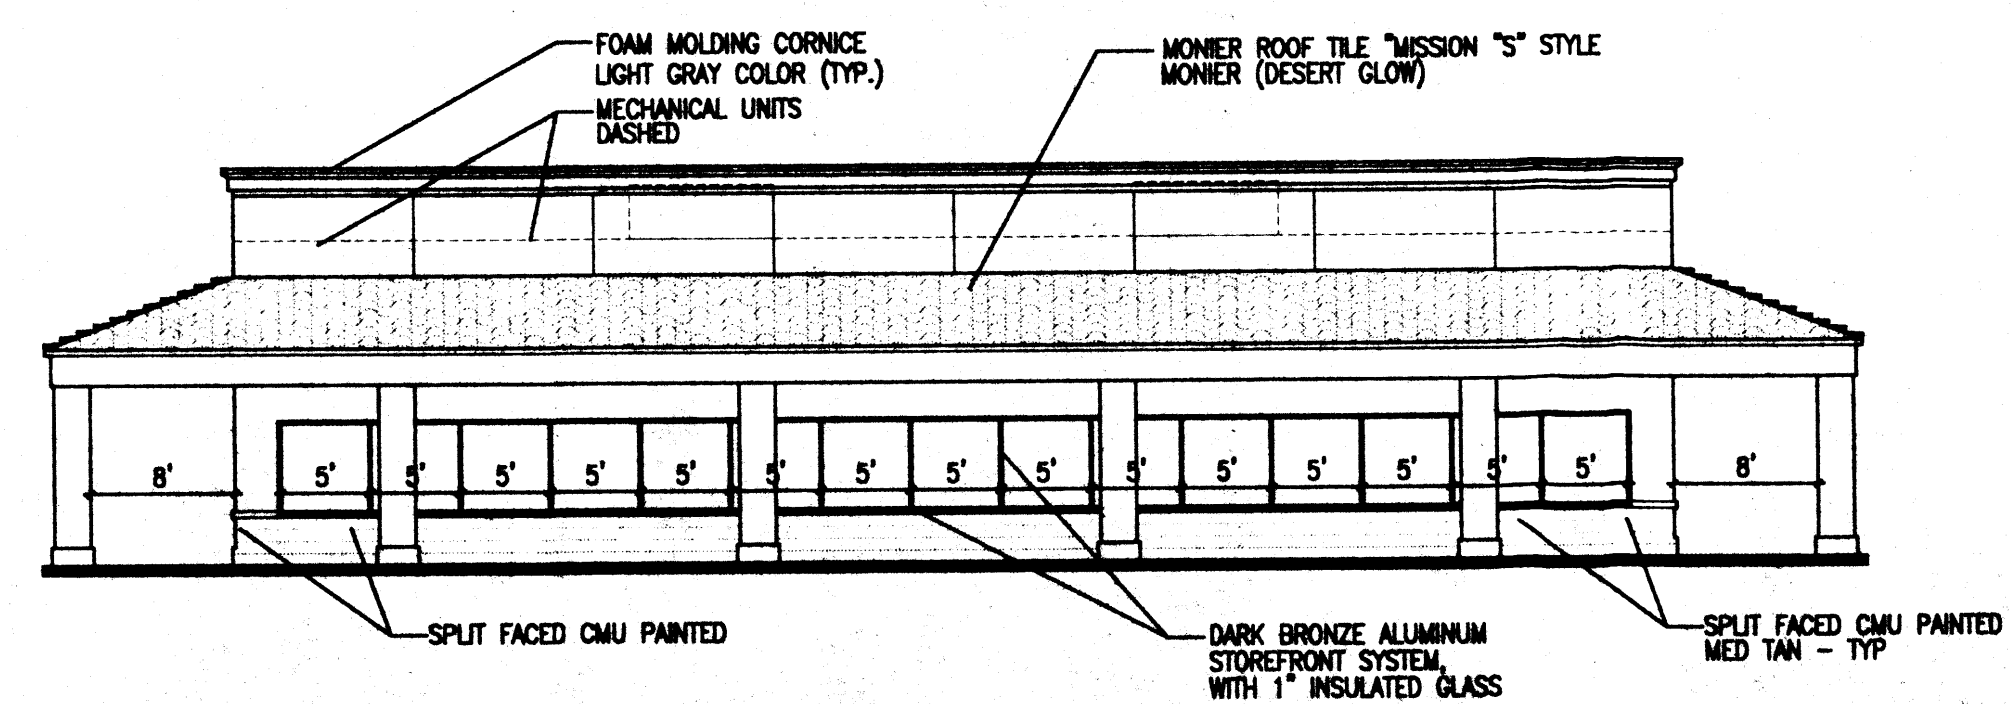 FOAM MOLDING CORNICE
LIGHT GRAY COLOR (TYP.)
MECHANICAL UNITS
DASHED
MONIER ROOF TILE "MISSION "S" STYLE
MONIER (DESERT GLOW)
8' 5' 5' 5' 5' 5' 5' 5' 5' 5' 5' 5' 5' 5' 5' 5' 8'
SPLIT FACED CMU PAINTED
DARK BRONZE ALUMINUM
STOREFRONT SYSTEM,
WITH 1" INSULATED GLASS
SPLIT FACED CMU PAINTED
MED TAN - TYP